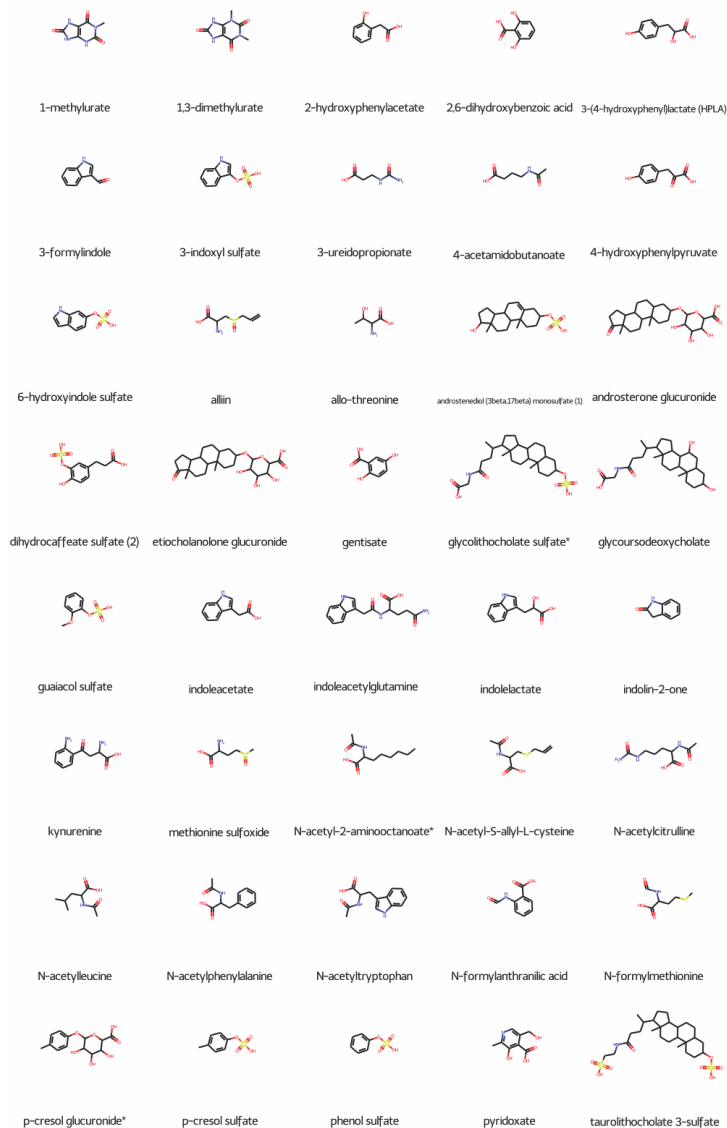 1-methylurate
1,3-dimethylurate
2-hydroxyphenylacetate
2,6-dihydroxybenzoic acid
3-(4-hydroxyphenyl)lactate (HPLA)
3-formylindole
3-indoxyl sulfate
3-ureidopropionate
4-acetamidobutanoate
4-hydroxyphenylpyruvate
6-hydroxyindole sulfate
alliin
allo-threonine
androstenediol (3beta,17beta) monosulfate (1)
androsterone glucuronide
dihydrocaffeate sulfate (2)
etiocholanolone glucuronide
gentisate
glycolithocholate sulfate*
glycoursodeoxycholate
guaiacol sulfate
indoleacetate
indoleacetylglutamine
indolelactate
indolin-2-one
kynurenine
methionine sulfoxide
N-acetyl-2-aminooctanoate*
N-acetyl-S-allyl-L-cysteine
N-acetylcitrulline
N-acetylleucine
N-acetylphenylalanine
N-acetyltryptophan
N-formylanthranilic acid
N-formylmethionine
p-cresol glucuronide*
p-cresol sulfate
phenol sulfate
pyridoxate
taurolithocholate 3-sulfate